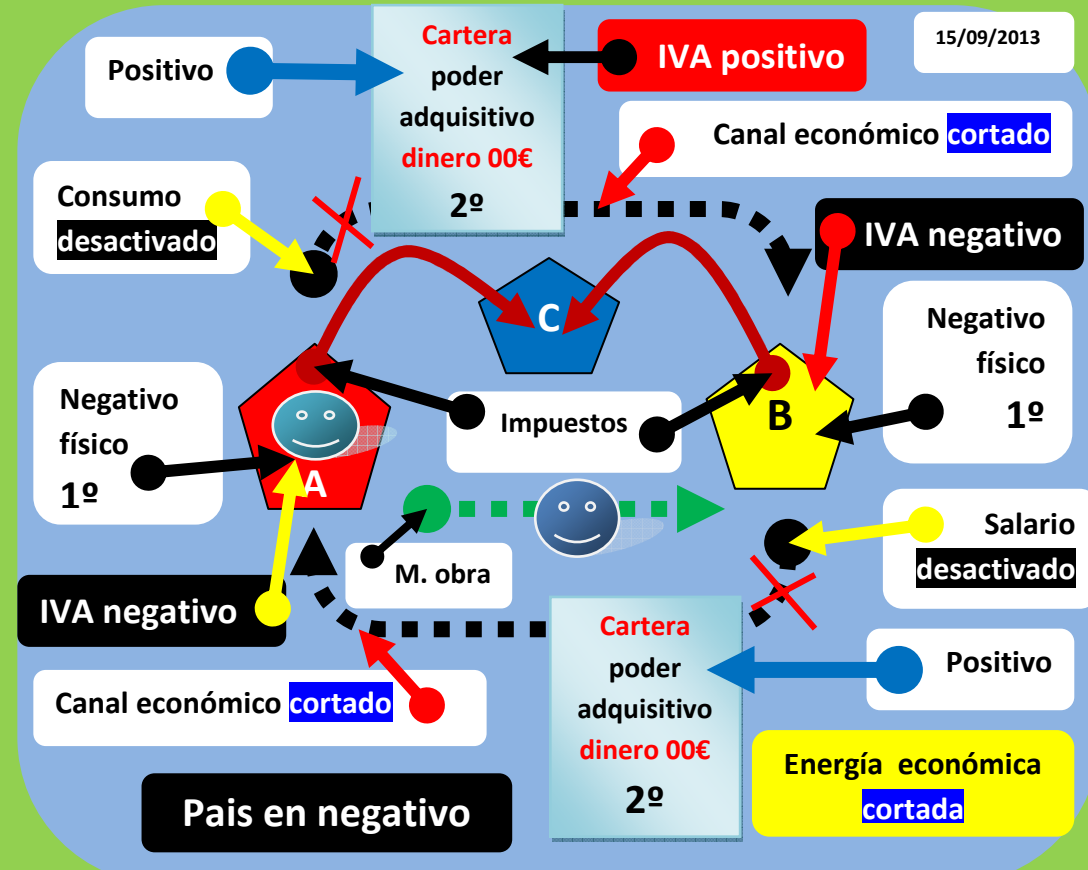 15/09/2013
Positivo
Cartera
poder
adquisitivo
dinero 00€
2º
IVA positivo
Canal económico cortado
Consumo
desactivado
IVA negativo
C
Negativo
físico
1º
Negativo
físico
1º
Impuestos
B
A
Salario
desactivado
M. obra
IVA negativo
Cartera
poder
adquisitivo
dinero 00€
2º
Positivo
Canal económico cortado
Energía económica
cortada
Pais en negativo